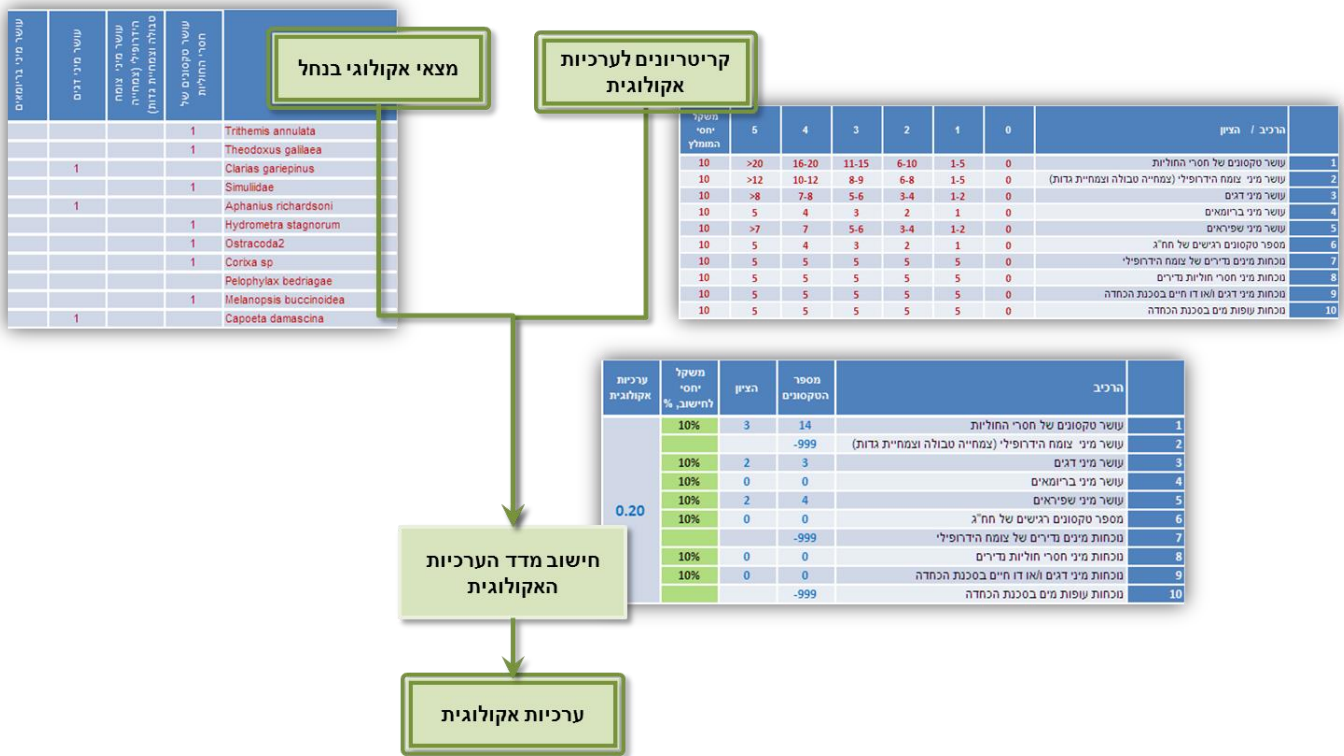 מצאי אקולוגי בנחל
קריטריונים לערכיות
אקולוגית
עושר טקסונים של
חסרי החוליות
עושר מיני צומח
הידרופילי (צמחייה
טבולה וצמחיית גדות)
עושר מיני דגים
עושר מיני בריומאים
1 Trithemis annulata
1 Theodoxus galilaea
1 Clarias gariepinus
1 Simuliidae
1 Aphanius richardsoni
1 Hydrometra stagnorum
1 Ostracoda2
1 Corixa sp
Pelophylax bedriagae
1 Melanopsis buccinoidea
1 Capoeta damascina
הרכיב / הציון 0 1 2 3 4 5 משקל יחסי המומלץ
1 עושר טקסונים של חסרי החוליות 0 1-5 6-10 11-15 16-20 >20 10
2 עושר מיני צומח הידרופילי (צמחייה טבולה וצמחיית גדות) 0 1-5 6-8 8-9 10-12 >12 10
3 עושר מיני דגים 0 1-2 3-4 5-6 7-8 >8 10
4 עושר מיני בריומאים 0 1 2 3 4 5 10
5 עושר מיני שפיראים 0 1-2 3-4 5-6 7 >7 10
6 מספר טקסונים רגישים של חח"ג 0 1 2 3 4 5 10
7 נוכחות מינים נדירים של צומח הידרופילי 0 5 5 5 5 5 10
8 נוכחות מיני חסרי חוליות נדירים 0 5 5 5 5 5 10
9 נוכחות מיני דגים ו/או דו חיים בסכנת הכחדה 0 5 5 5 5 5 10
10 נוכחות עופות מים בסכנת הכחדה 0 5 5 5 5 5 10
הרכיב מספר הטקסונים הציון משקל יחסי לחישוב, % ערכיות אקולוגית
1 עושר טקסונים של חסרי החוליות 14 3 10%
2 עושר מיני צומח הידרופילי (צמחייה טבולה וצמחיית גדות) -999
3 עושר מיני דגים 3 2 10%
4 עושר מיני בריומאים 0 0 10%
5 עושר מיני שפיראים 4 2 10%
0.20
6 מספר טקסונים רגישים של חח"ג 0 0 10%
7 נוכחות מינים נדירים של צומח הידרופילי -999
8 נוכחות מיני חסרי חוליות נדירים 0 0 10%
9 נוכחות מיני דגים ו/או דו חיים בסכנת הכחדה 0 0 10%
10 נוכחות עופות מים בסכנת הכחדה -999
חישוב מדד הערכיות
האקולוגית
ערכיות אקולוגית